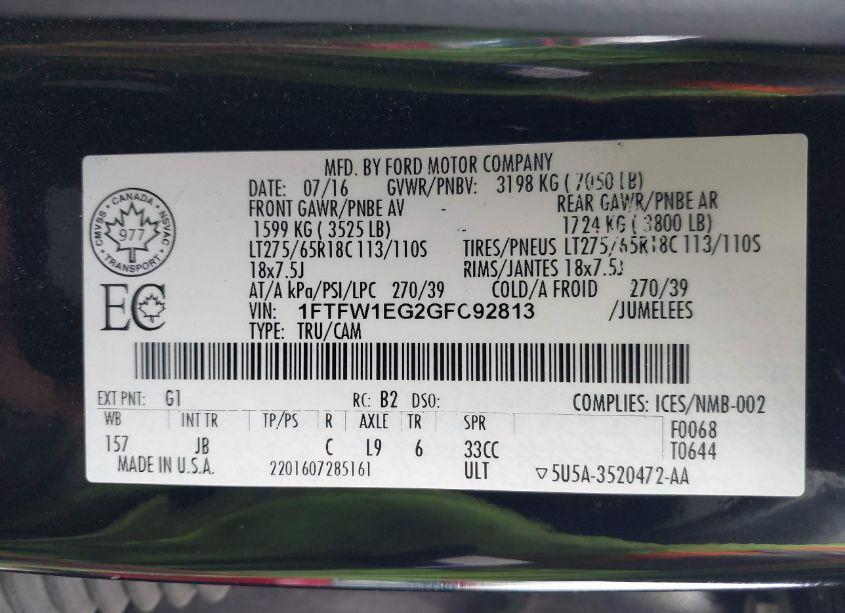 MFD. BY FORD MOTOR COMPANY
DATE: 07/16 GVWR/PNBV: 3198 KG ( 7050 LB)
FRONT GAWR/PNBE AV REAR GAWR/PNBE AR
1599 KG ( 3525 LB) 1724 KG ( 3800 LB)
LT275/65R18C 113/110S TIRES/PNEUS LT275/65R18C 113/110S
18x7.5J RIMS/JANTES 18x7.5J
AT/A kPa/PSI/LPC 270/39 COLD/A FROID 270/39
VIN: 1FTFW1EG2GFC92813 /JUMELEES
TYPE: TRU/CAM
CMVSS · CANADA · NSVAC
977
· TRANSPORT ·
EC
EXT PNT: G1 RC: B2 DSO: COMPLIES: ICES/NMB-002
WB INT TR TP/PS R AXLE TR SPR F0068
157 JB C L9 6 33CC T0644
MADE IN U.S.A. 2201607285161 ULT ▽5U5A-3520472-AA